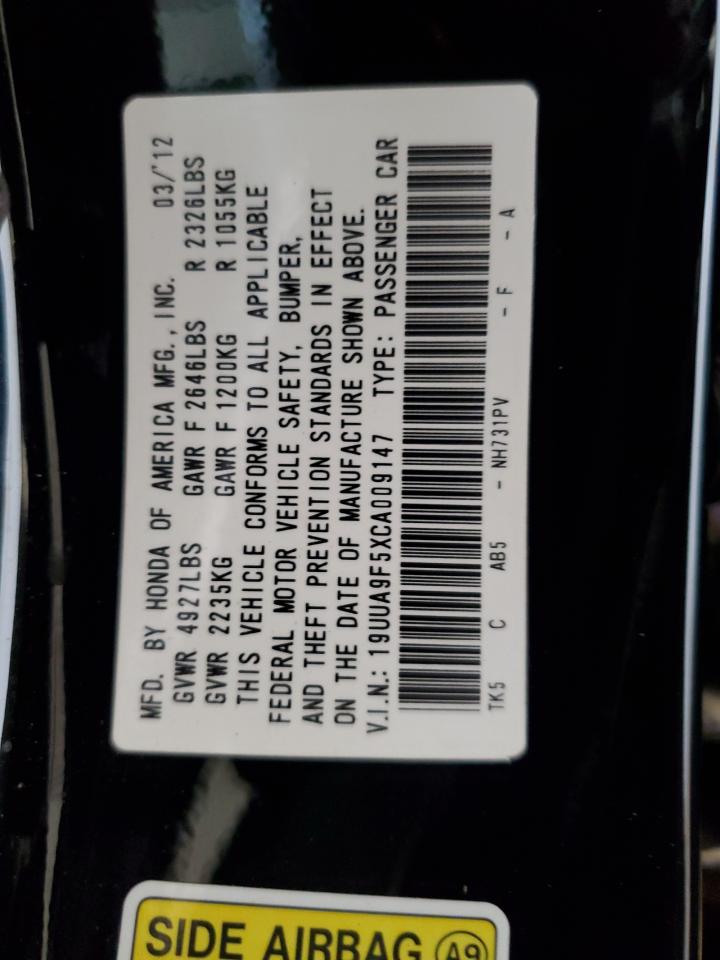 MFD. BY HONDA OF AMERICA MFG., INC. 03/'12
GVWR 4927LBS GAWR F 2646LBS R 2326LBS
GVWR 2235KG GAWR F 1200KG R 1055KG
THIS VEHICLE CONFORMS TO ALL APPLICABLE
FEDERAL MOTOR VEHICLE SAFETY, BUMPER,
AND THEFT PREVENTION STANDARDS IN EFFECT
ON THE DATE OF MANUFACTURE SHOWN ABOVE.
V.I.N.: 19UUA9F5XCA009147 TYPE: PASSENGER CAR
TK5 C AB5 - NH731PV - F - A
SIDE AIRBAG A9